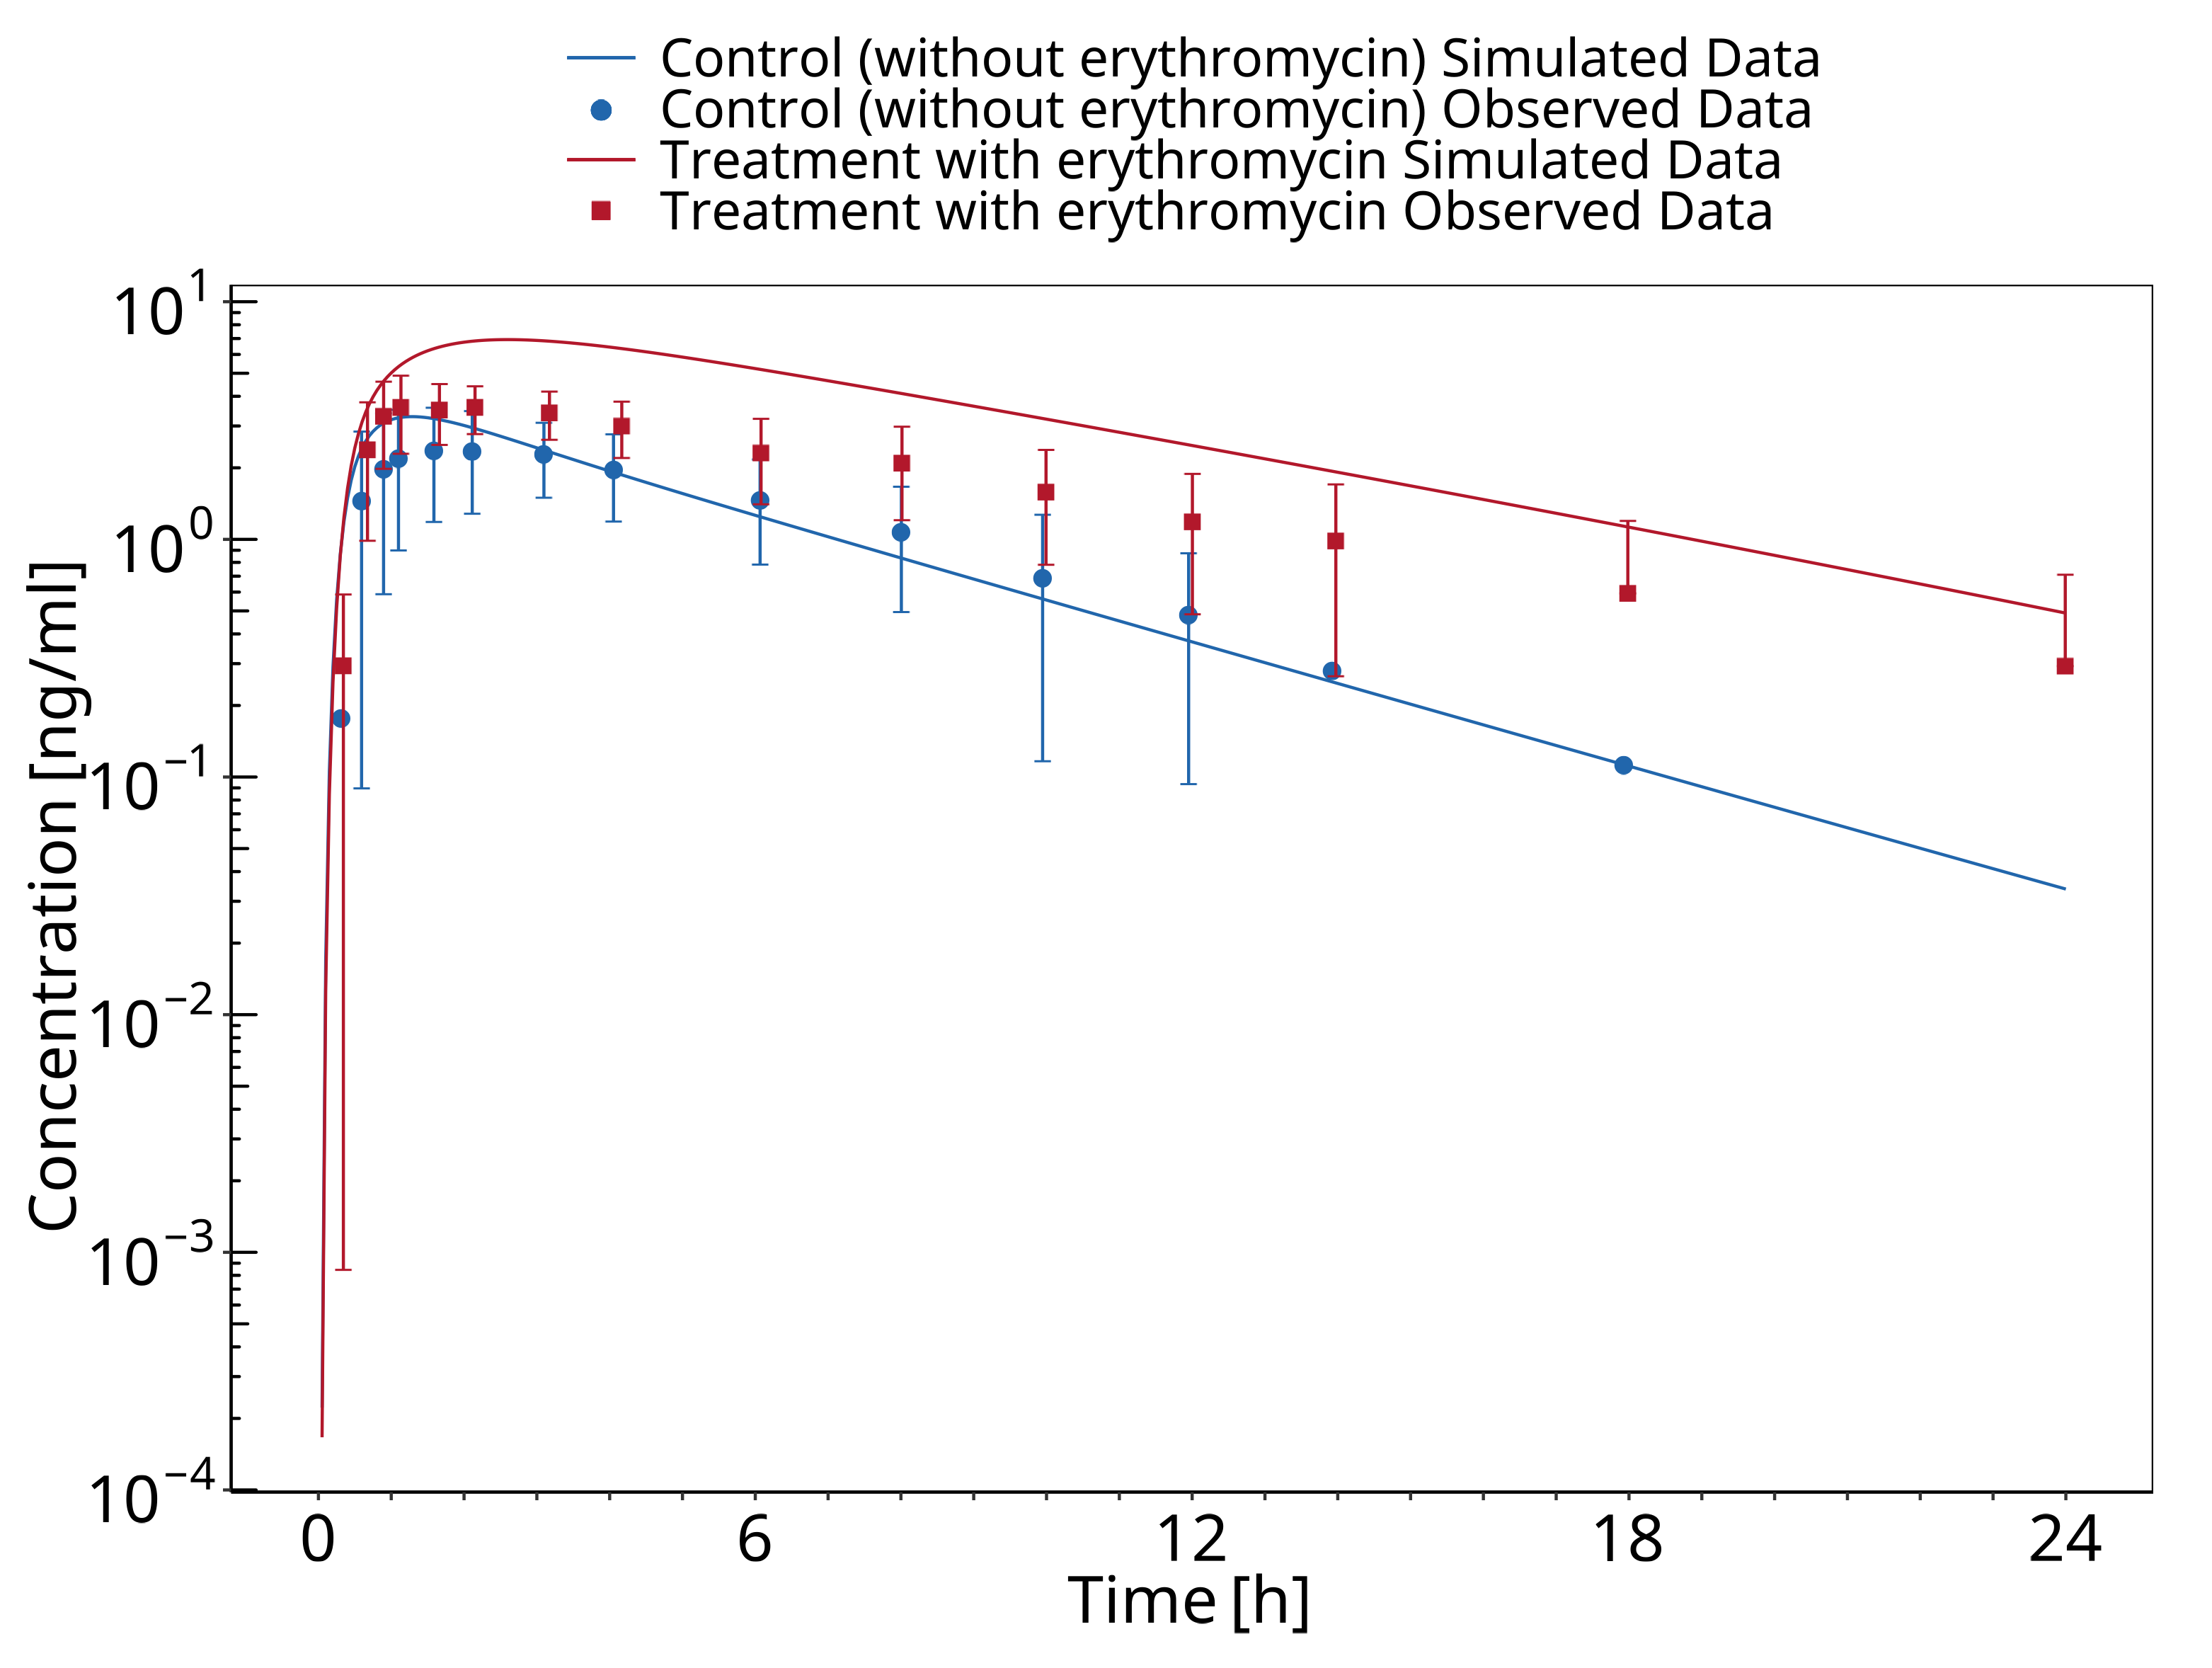 Control (without erythromycin) Simulated Data
Control (without erythromycin) Observed Data
Treatment with erythromycin Simulated Data
Treatment with erythromycin Observed Data
10^1
10^0
10^−1
10^−2
10^−3
10^−4
Concentration [ng/ml]
0 6 12 18 24
Time [h]